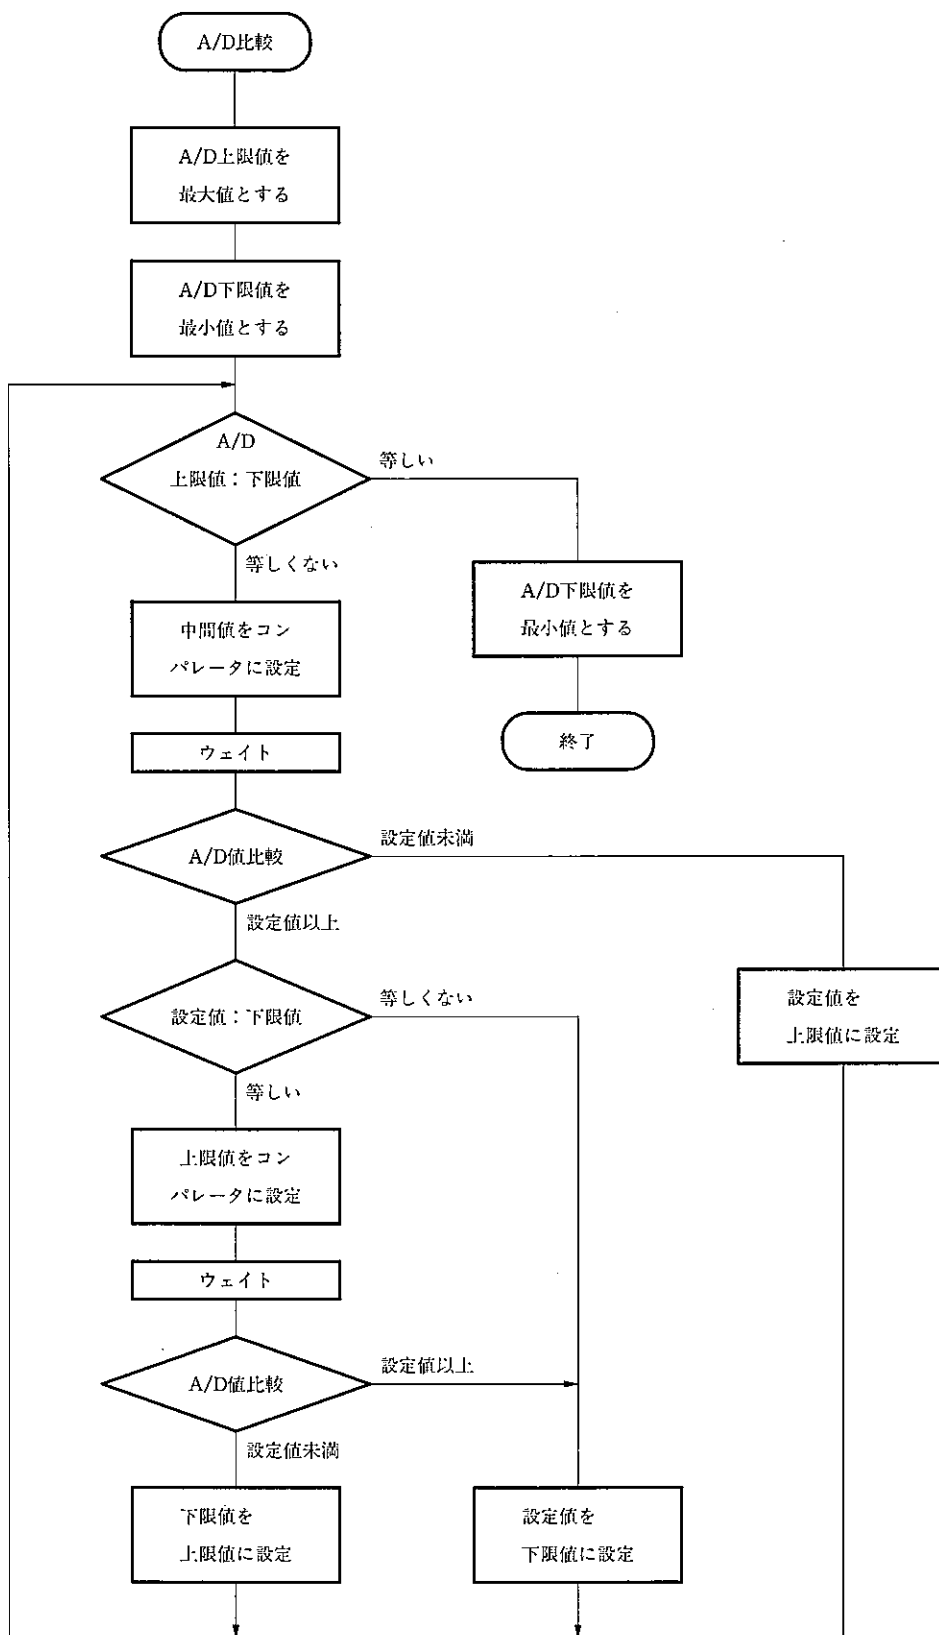 A/D比較
A/D上限値を
最大値とする
A/D下限値を
最小値とする
A/D
上限値：下限値
等しい
等しくない
A/D下限値を
最小値とする
終了
中間値をコン
パレータに設定
ウェイト
A/D値比較
設定値未満
設定値以上
設定値を
上限値に設定
設定値：下限値
等しくない
等しい
上限値をコン
パレータに設定
ウェイト
A/D値比較
設定値以上
設定値未満
下限値を
上限値に設定
設定値を
下限値に設定